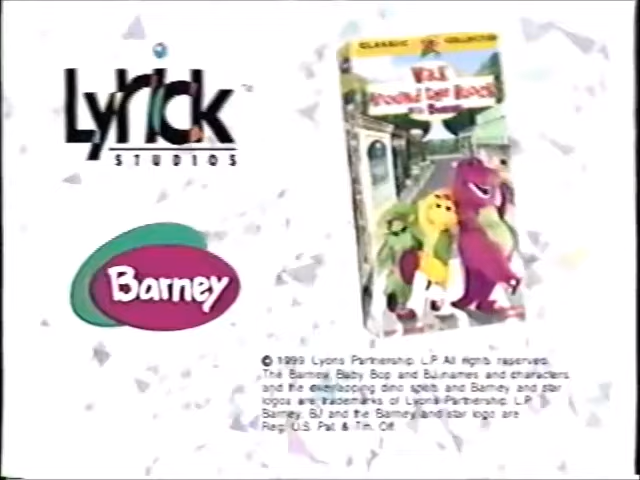 Lyrick
STUDIOS
CLASSIC COLLECTION
Walk
Around the Block
with Barney
Barney
© 1999 Lyons Partnership, L.P. All rights reserved.
The Barney, Baby Bop and BJ names and characters
and the overlapping dino spots and Barney and star
logos are trademarks of Lyons Partnership, L.P.
Barney, BJ and the Barney and star logo are
Reg. U.S. Pat. & Tm. Off.